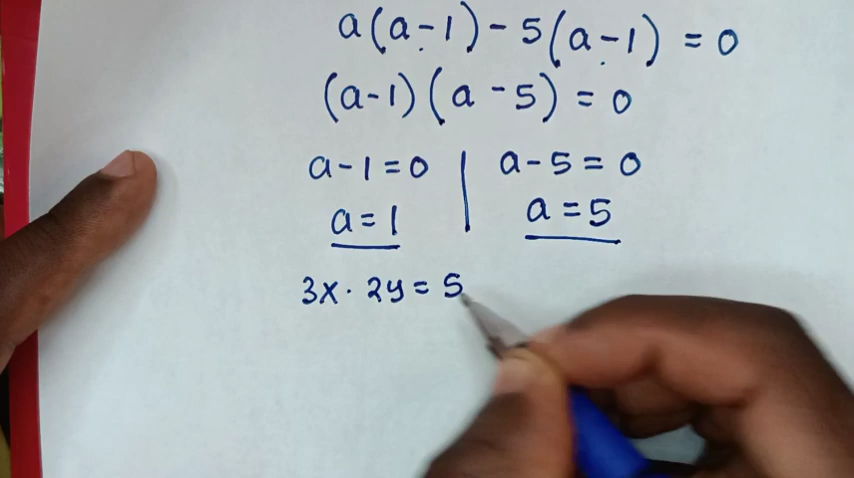 a(a-1)-5(a-1) = 0
(a-1)(a-5) = 0
a-1=0 | a-5=0
a=1 a=5
3x· 2y= 5